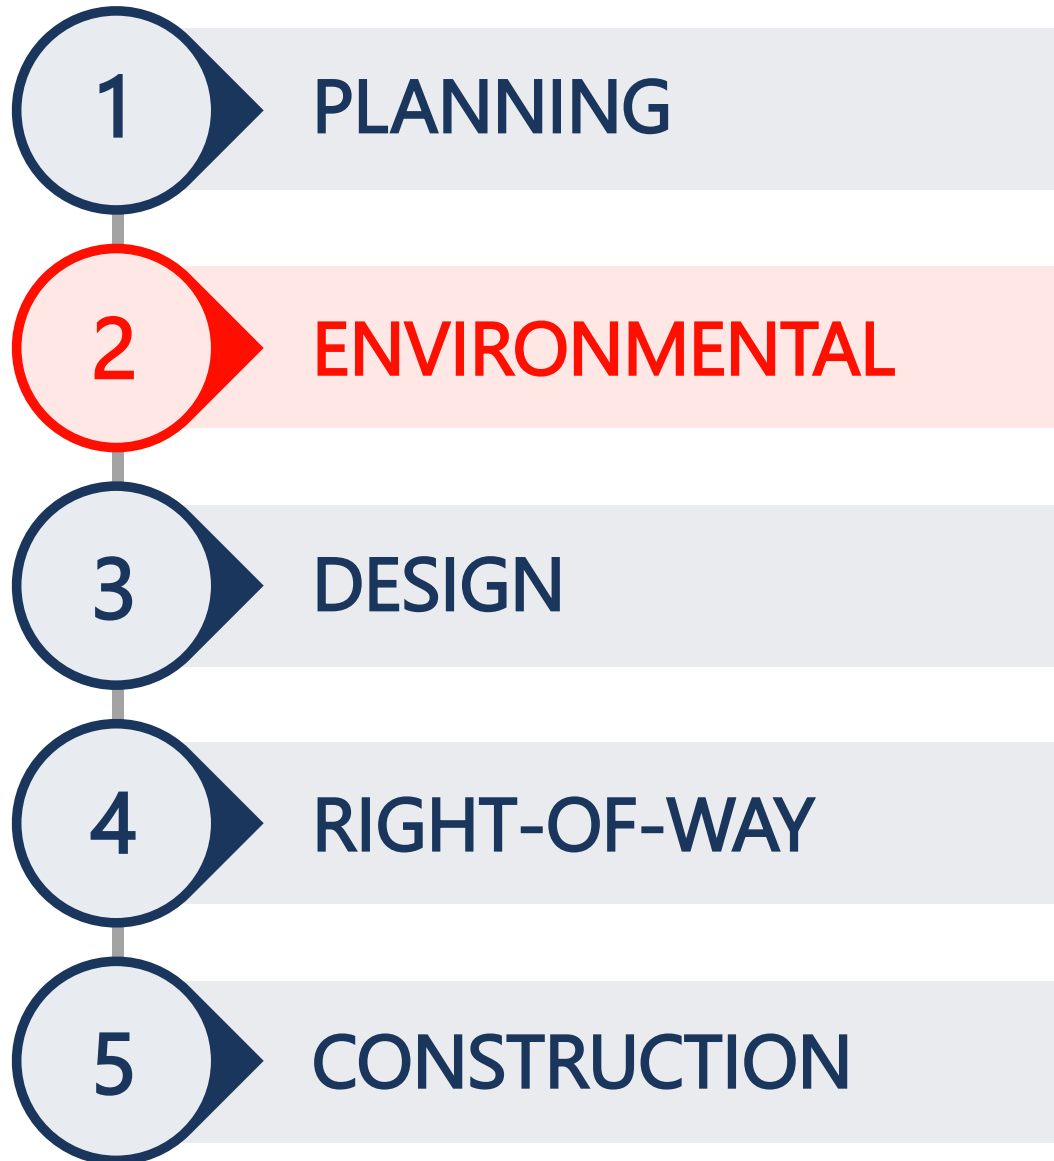 1 PLANNING
2 ENVIRONMENTAL
3 DESIGN
4 RIGHT-OF-WAY
5 CONSTRUCTION